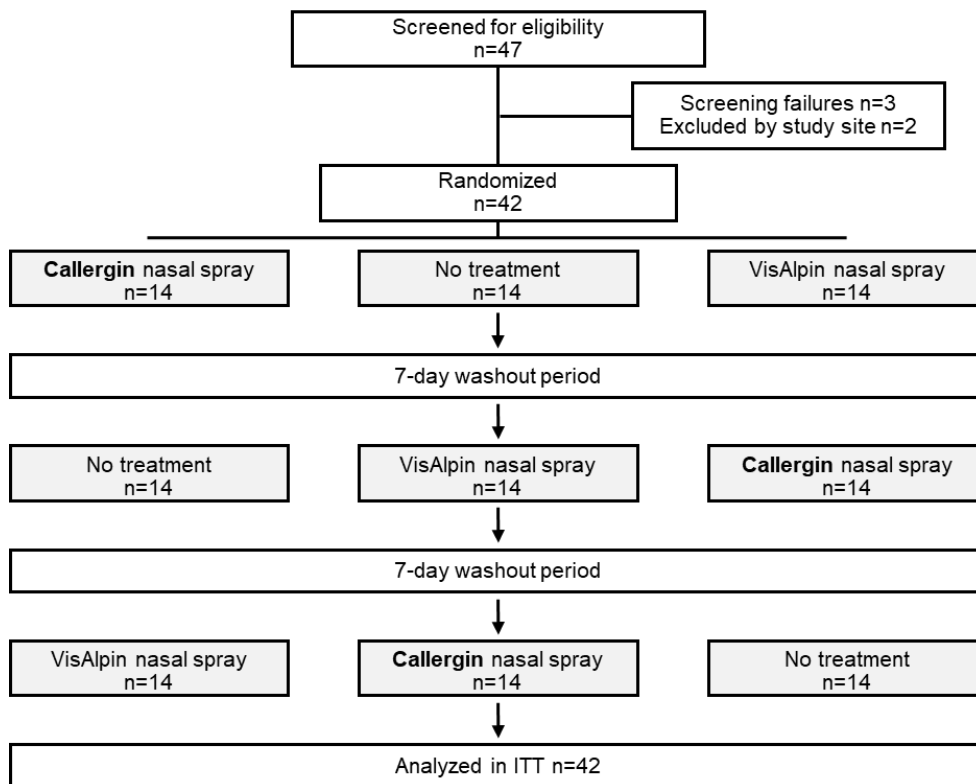 Screened for eligibility
n=47
Screening failures n=3
Excluded by study site n=2
Randomized
n=42
Callergin nasal spray
n=14
No treatment
n=14
VisAlpin nasal spray
n=14
7-day washout period
No treatment
n=14
VisAlpin nasal spray
n=14
Callergin nasal spray
n=14
7-day washout period
VisAlpin nasal spray
n=14
Callergin nasal spray
n=14
No treatment
n=14
Analyzed in ITT n=42